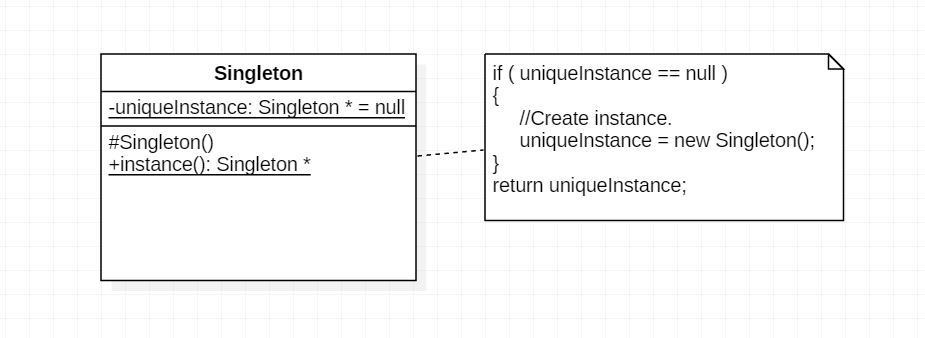 Singleton
-uniqueInstance: Singleton * = null
#Singleton()
+instance(): Singleton *
if ( uniqueInstance == null )
{
//Create instance.
uniqueInstance = new Singleton();
}
return uniqueInstance;